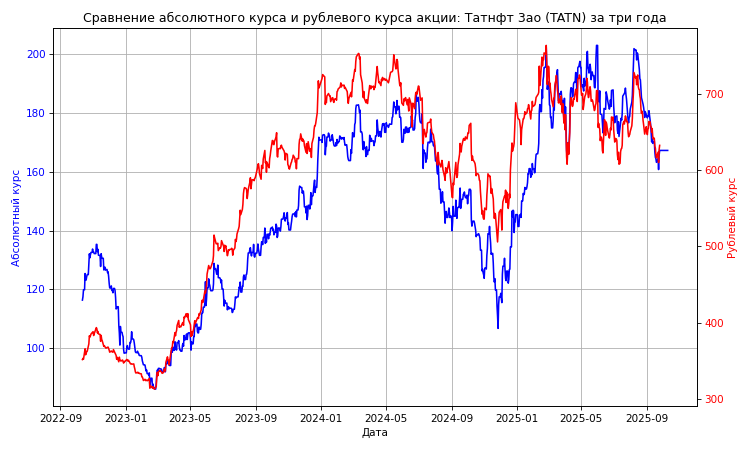 Сравнение абсолютного курса и рублевого курса акции: Татнфт 3ао (TATN) за три года
200
180
160
140
120
100
Абсолютный курс
700
600
500
400
300
Рублевый курс
2022-09 2023-01 2023-05 2023-09 2024-01 2024-05 2024-09 2025-01 2025-05 2025-09
Дата